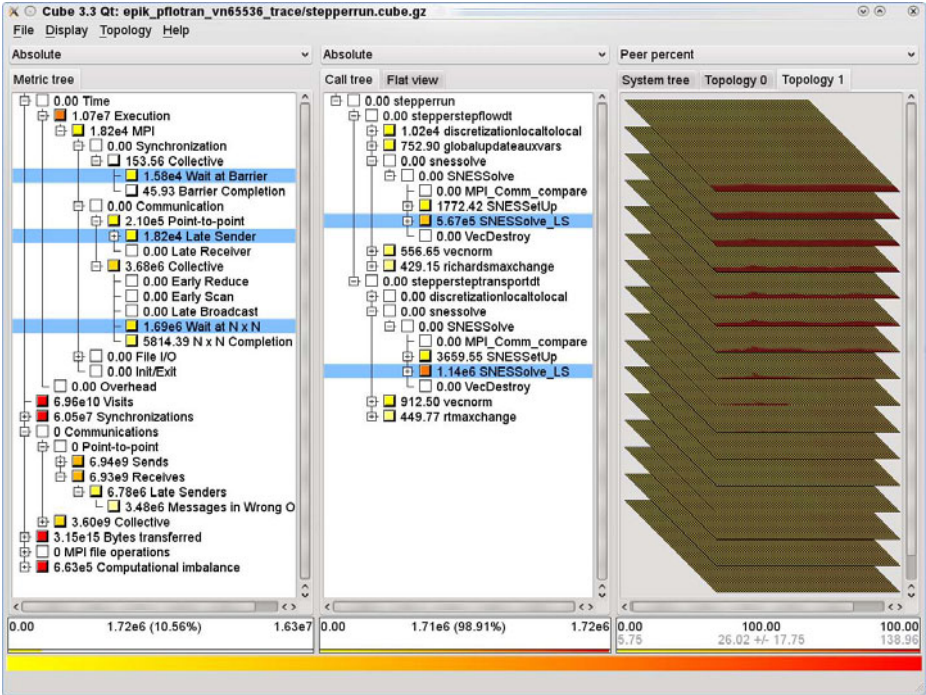 Cube 3.3 Qt: epik_pflotran_vn65536_trace/stepperrun.cube.gz
File Display Topology Help
Absolute
Absolute
Peer percent
Metric tree
Call tree Flat view
System tree Topology 0 Topology 1
0.00 Time
1.07e7 Execution
1.82e4 MPI
0.00 Synchronization
153.56 Collective
1.58e4 Wait at Barrier
45.93 Barrier Completion
0.00 Communication
2.10e5 Point-to-point
1.82e4 Late Sender
0.00 Late Receiver
3.68e6 Collective
0.00 Early Reduce
0.00 Early Scan
0.00 Late Broadcast
1.69e6 Wait at N x N
5814.39 N x N Completion
0.00 File I/O
0.00 Init/Exit
0.00 Overhead
6.96e10 Visits
6.05e7 Synchronizations
0 Communications
0 Point-to-point
6.94e9 Sends
6.93e9 Receives
6.78e6 Late Senders
3.48e6 Messages in Wrong O
3.60e9 Collective
3.15e15 Bytes transferred
0 MPI file operations
6.63e5 Computational imbalance
0.00 stepperrun
0.00 stepperstepflowdt
1.02e4 discretizationlocaltolocal
752.90 globalupdateauxvars
0.00 snessolve
0.00 SNESSolve
0.00 MPI_Comm_compare
1772.42 SNESSetUp
5.67e5 SNESSolve_LS
0.00 VecDestroy
556.65 vecnorm
429.15 richardsmaxchange
0.00 steppersteptransportdt
0.00 discretizationlocaltolocal
0.00 snessolve
0.00 SNESSolve
0.00 MPI_Comm_compare
3659.55 SNESSetUp
1.14e6 SNESSolve_LS
0.00 VecDestroy
912.50 vecnorm
449.77 rtmaxchange
0.00 1.72e6 (10.56%) 1.63e7
0.00 1.71e6 (98.91%) 1.72e6
0.00 100.00 100.00
5.75 26.02 +/- 17.75 138.96